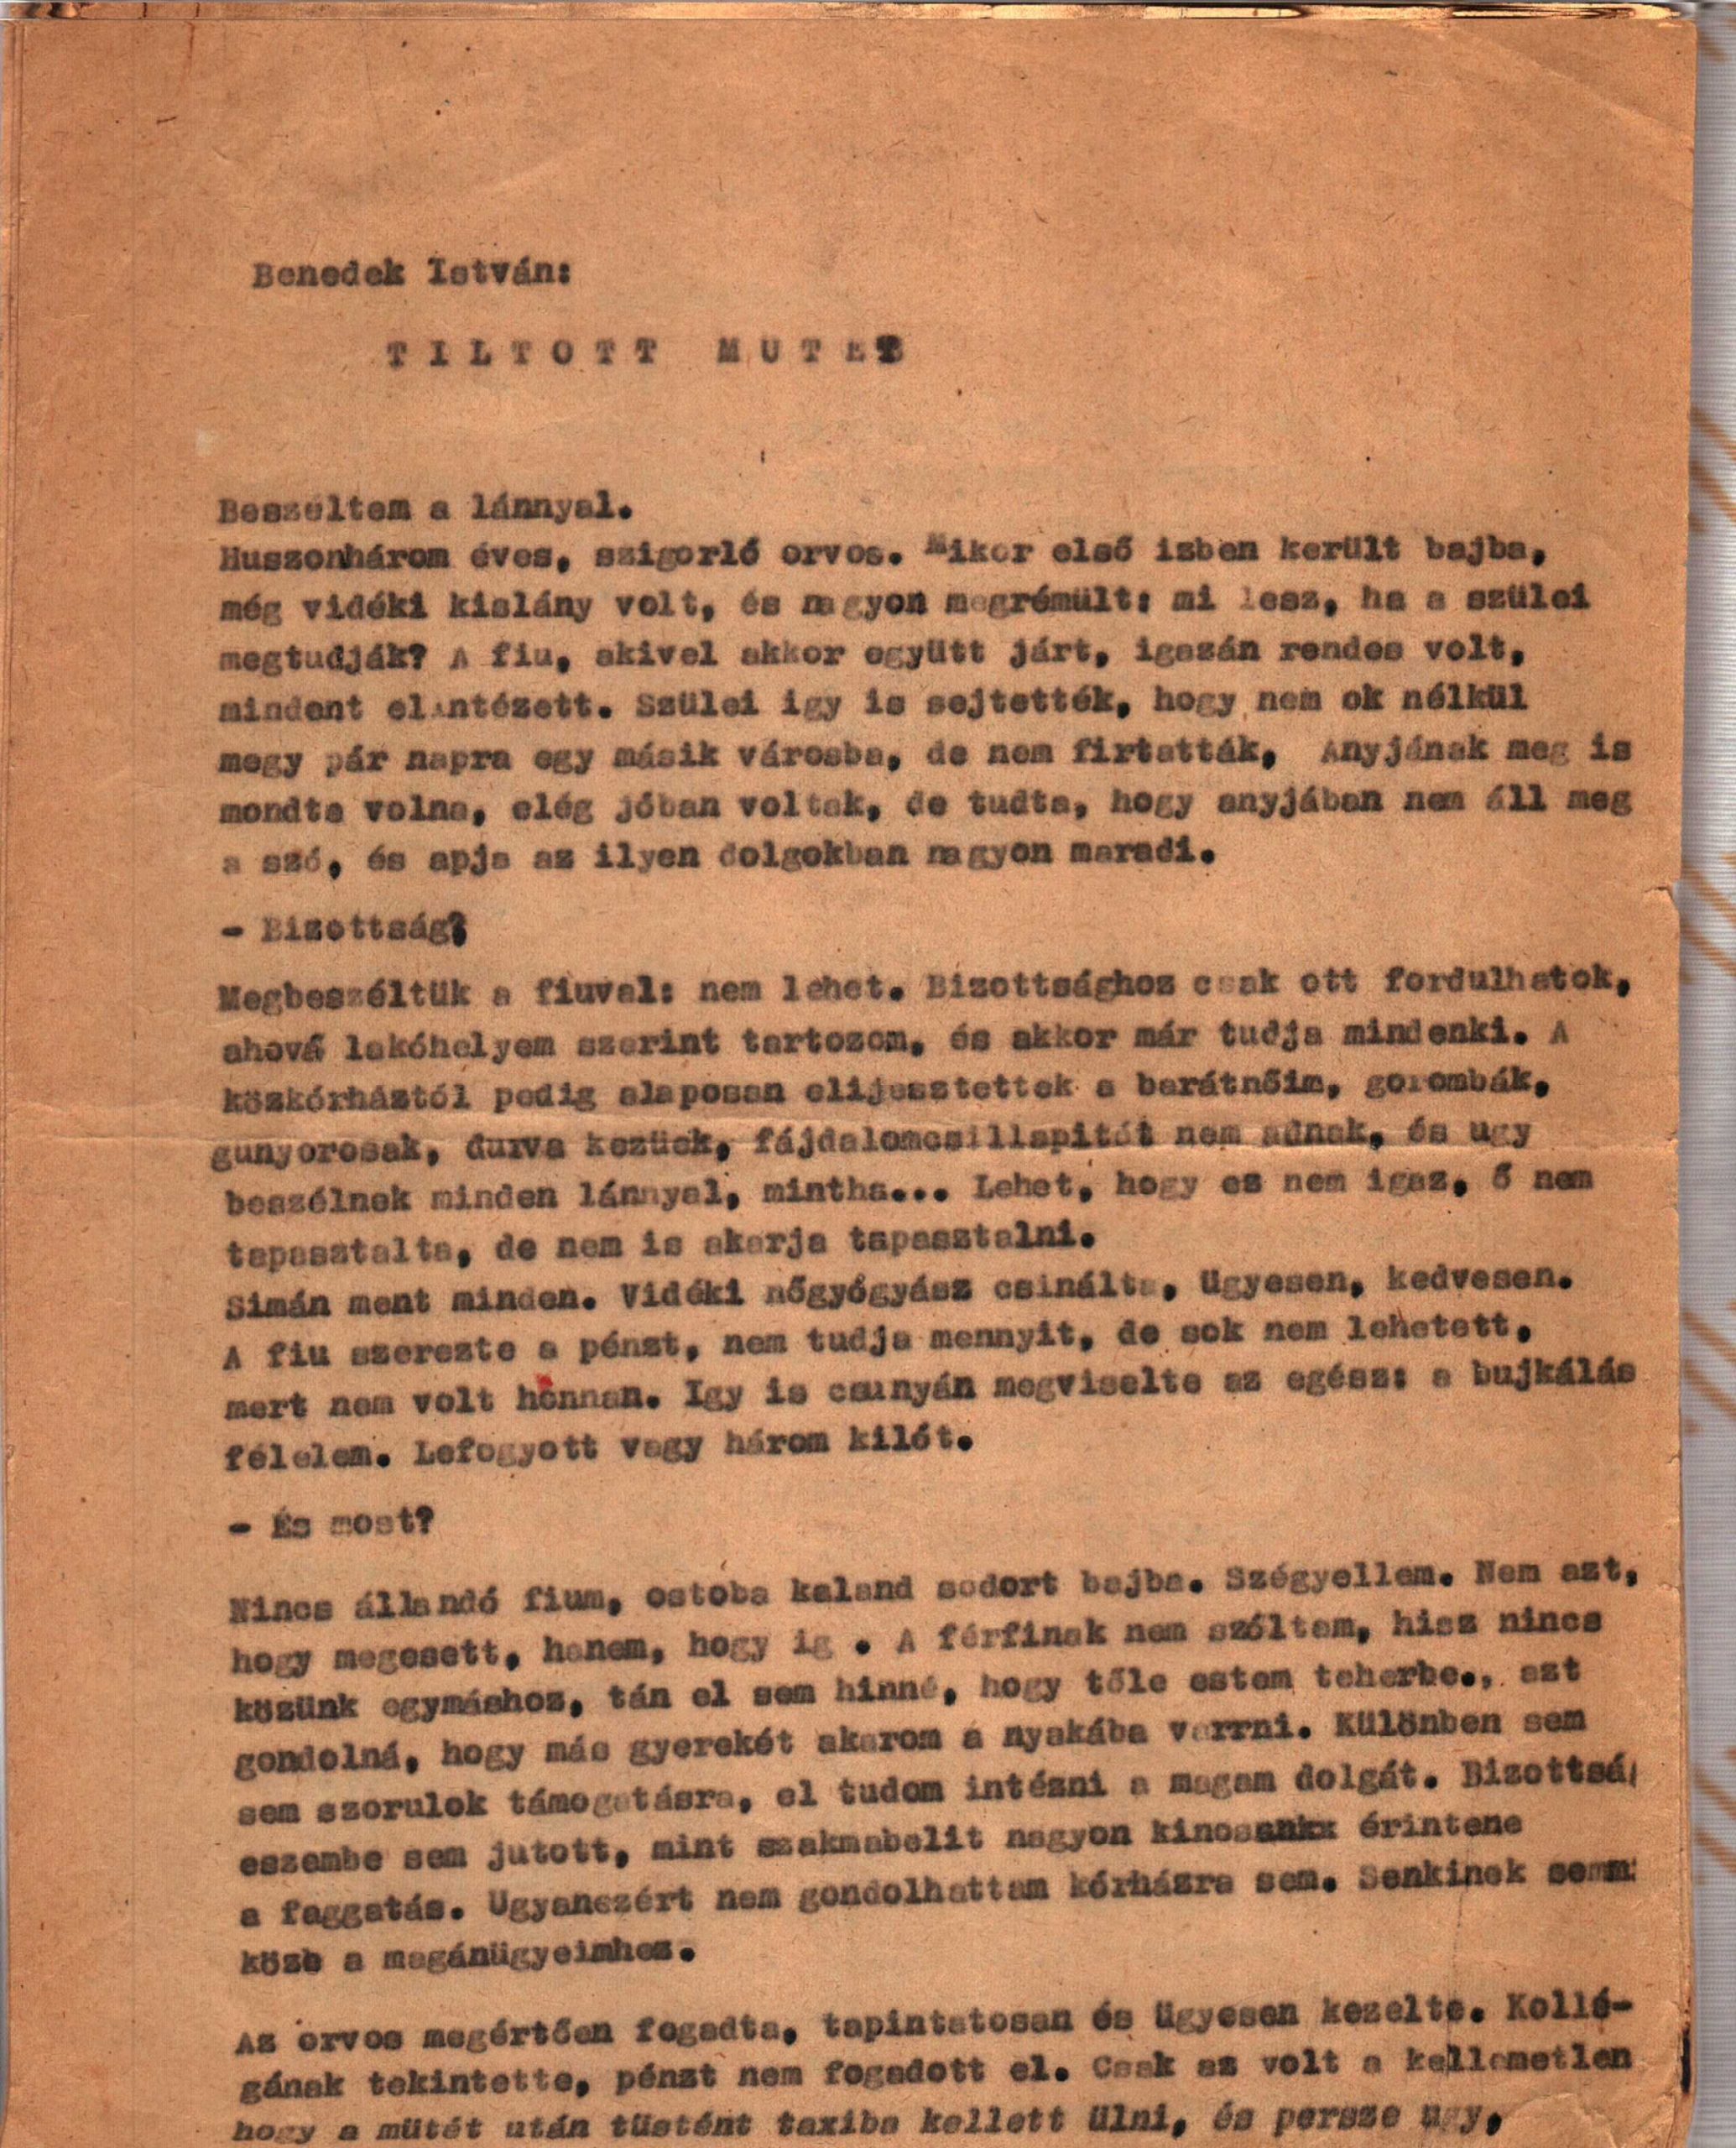 Benedek István:
TILTOTT MUTET
Beszéltem a lánnyal.
Huszonhárom éves, szigorló orvos. Mikor első izben került bajba,
még vidéki kislány volt, és nagyon megrémült: mi lesz, ha a szülei
megtudják? A fiu, akivel akkor együtt járt, igazán rendes volt,
mindent elintézett. Szülei igy is sejtették, hogy nem ok nélkül
megy pár napra egy másik városba, de nem firtatták, Anyjának meg is
mondta volna, elég jóban voltak, de tudta, hogy anyjában nem áll meg
a szó, és apja az ilyen dolgokban nagyon maradi.
- Bizottság?
Megbeszéltük a fiuval: nem lehet. Bizottsághoz csak ott fordulhatok,
ahová lakóhelyem szerint tartozom, és akkor már tudja mindenki. A
közkórháztól pedig alaposan elijesztettek a barátnőim, gorombák,
gunyorosak, durva kezüek, fájdalomcsillapitót nem adnak, és ugy
beszélnek minden lánnyal, mintha... Lehet, hogy ez nem igaz, ő nem
tapasztalta, de nem is akarja tapasztalni.
Simán ment minden. Vidéki nőgyógyász csinálta, ügyesen, kedvesen.
A fiu szerezte a pénzt, nem tudja mennyit, de sok nem lehetett,
mert nem volt honnan. Igy is csunyán megviselte az egész: a bujkálás
félelem. Lefogyott vagy három kilót.
- És most?
Nincs állandó fium, ostoba kaland sodort bajba. Szégyellem. Nem azt,
hogy megesett, hanem, hogy ig . A férfinak nem szóltam, hisz nincs
közünk egymáshoz, tán el sem hinné, hogy tőle estem teherbe., azt
gondolná, hogy más gyerekét akarom a nyakába varrni. Különben sem
sem szorulok támogatásra, el tudom intézni a magam dolgát. Bizottsá
eszembe sem jutott, mint szakmabelit nagyon kinosankx érintene
a faggatás. Ugyanezért nem gondolhattam kórházra sem. Senkinek semmi
köze a magánügyeimhez.
Az orvos megértően fogadta, tapintatosan és ügyesen kezelte. Kollé-
gának tekintette, pénzt nem fogadott el. Csak az volt a kellemetlen
hogy a mütét után tüstént taxiba kellett ülni, és persze ugy,